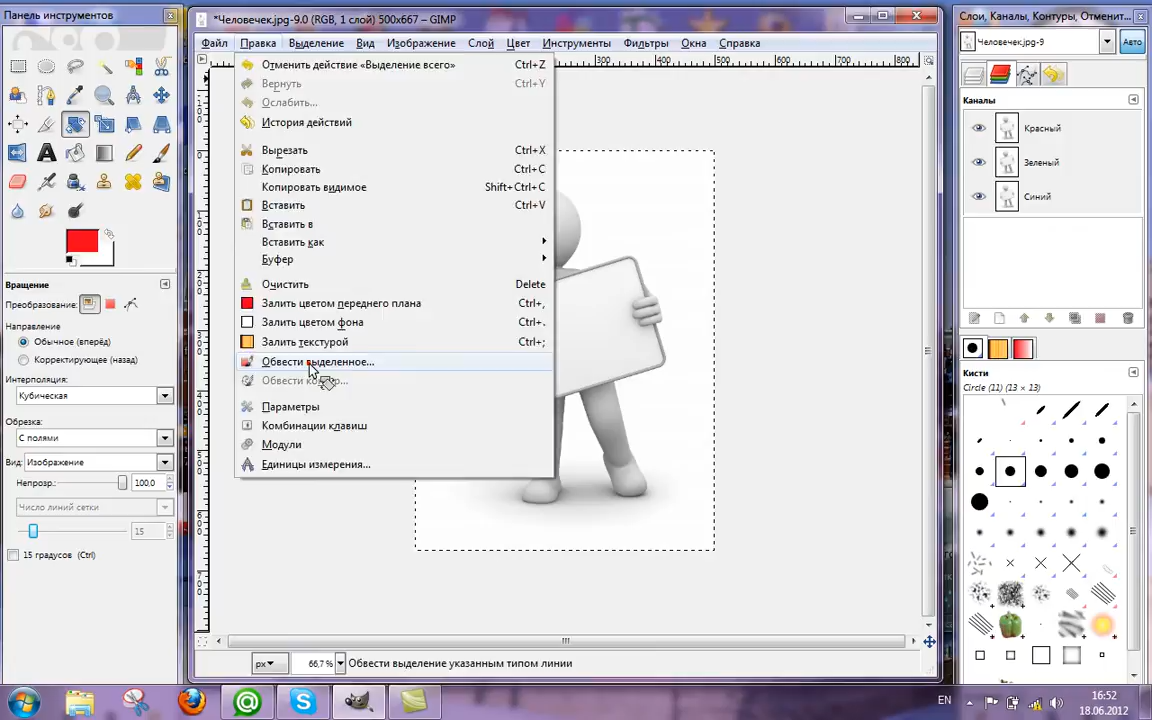 Панель инструментов
*Человечек.jpg-9.0 (RGB, 1 слой) 500x667 – GIMP
Слои, Каналы, Контуры, Отменит...
Файл Правка Выделение Вид Изображение Слой Цвет Инструменты Фильтры Окна Справка
Человечек.jpg-9
Авто
300 400 500 600 700 800
Отменить действие «Выделение всего» Ctrl+Z
Вернуть Ctrl+Y
Ослабить...
История действий
Вырезать Ctrl+X
Копировать Ctrl+C
Копировать видимое Shift+Ctrl+C
Вставить Ctrl+V
Вставить в
Вставить как
Буфер
Очистить Delete
Залить цветом переднего плана Ctrl+,
Залить цветом фона Ctrl+.
Залить текстурой Ctrl+;
Обвести выделенное...
Параметры
Комбинации клавиш
Модули
Единицы измерения...
Каналы
Красный
Зеленый
Синий
Кисти
Circle (11) (13 × 13)
Вращение
Преобразование:
Направление
Обычное (вперёд)
Корректирующее (назад)
Интерполяция:
Кубическая
Обрезка:
С полями
Вид: Изображение
Непрозр.: 100,0
Число линий сетки
15
15 градусов (Ctrl)
px 66,7 % Обвести выделение указанным типом линии
EN
16:52
18.06.2012